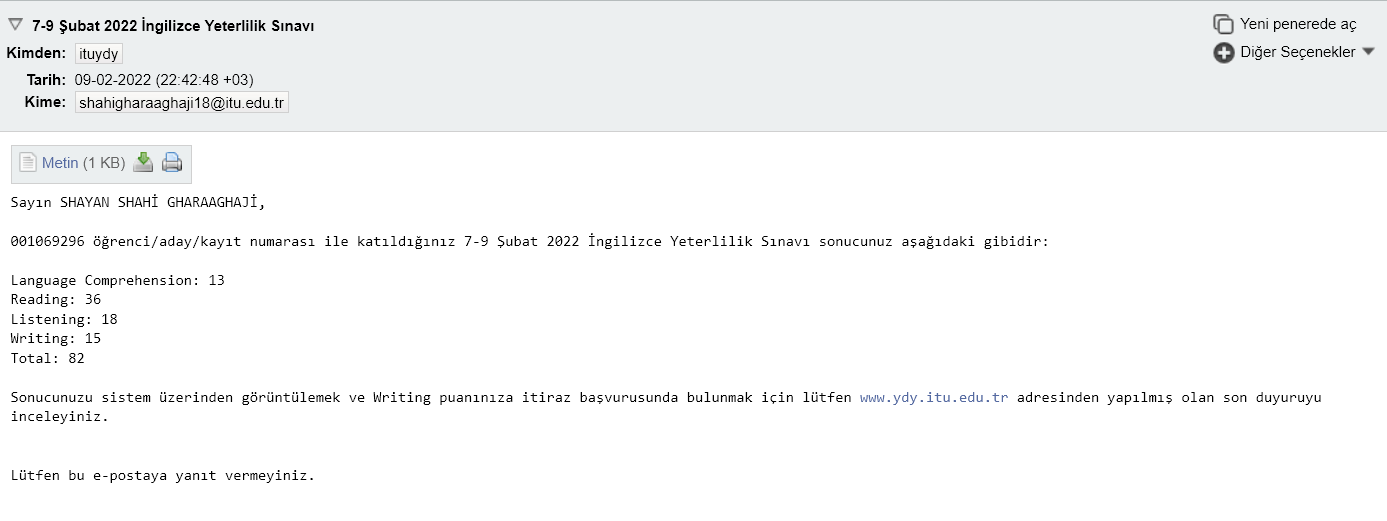 7-9 Şubat 2022 İngilizce Yeterlilik Sınavı
Yeni penerede aç
Kimden: ituydy
Diğer Seçenekler
Tarih: 09-02-2022 (22:42:48 +03)
Kime: shahigharaaghaji18@itu.edu.tr
Metin (1 KB)
Sayın SHAYAN SHAHİ GHARAAGHAJİ,
001069296 öğrenci/aday/kayıt numarası ile katıldığınız 7-9 Şubat 2022 İngilizce Yeterlilik Sınavı sonucunuz aşağıdaki gibidir:
Language Comprehension: 13
Reading: 36
Listening: 18
Writing: 15
Total: 82
Sonucunuzu sistem üzerinden görüntülemek ve Writing puanınıza itiraz başvurusunda bulunmak için lütfen www.ydy.itu.edu.tr adresinden yapılmış olan son duyuruyu
inceleyiniz.
Lütfen bu e-postaya yanıt vermeyiniz.